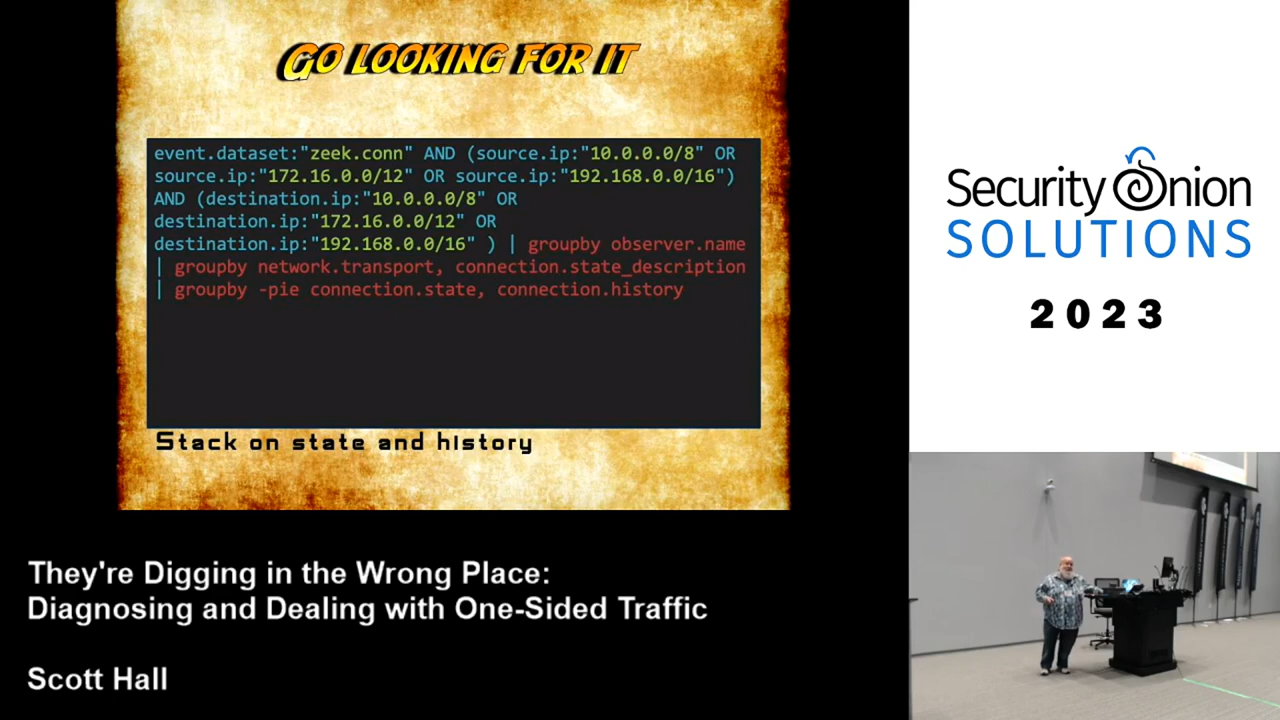 GO LOOKING FOR IT
event.dataset:"zeek.conn" AND (source.ip:"10.0.0.0/8" OR
source.ip:"172.16.0.0/12" OR source.ip:"192.168.0.0/16")
AND (destination.ip:"10.0.0.0/8" OR
destination.ip:"172.16.0.0/12" OR
destination.ip:"192.168.0.0/16" ) | groupby observer.name
| groupby network.transport, connection.state_description
| groupby -pie connection.state, connection.history
Stack on state and history
They're Digging in the Wrong Place:
Diagnosing and Dealing with One-Sided Traffic
Scott Hall
Security Onion
SOLUTIONS
2023